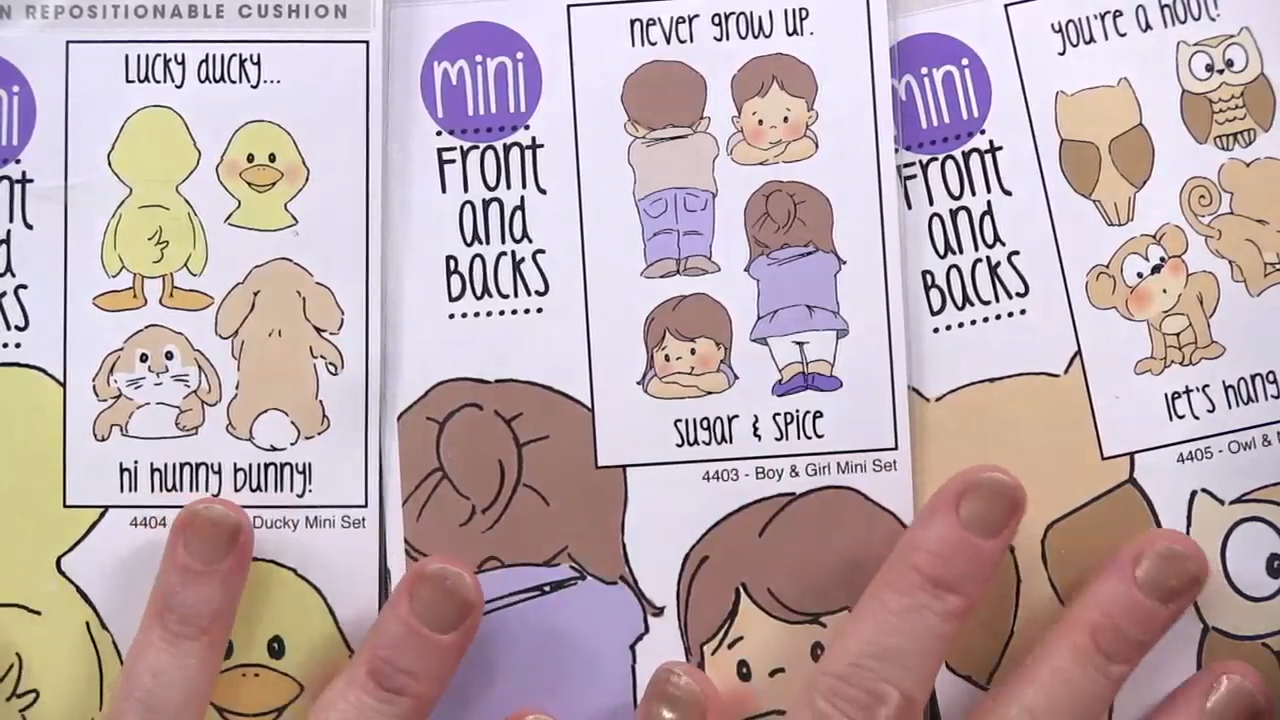 N REPOSITIONABLE CUSHION
Lucky ducky...
hi hunny bunny!
4404
Ducky Mini Set
mini
Front
and
Backs
never grow up.
sugar & spice
4403 - Boy & Girl Mini Set
mini
Front
and
Backs
you're a hoot!
let's hang
4405 - Owl &